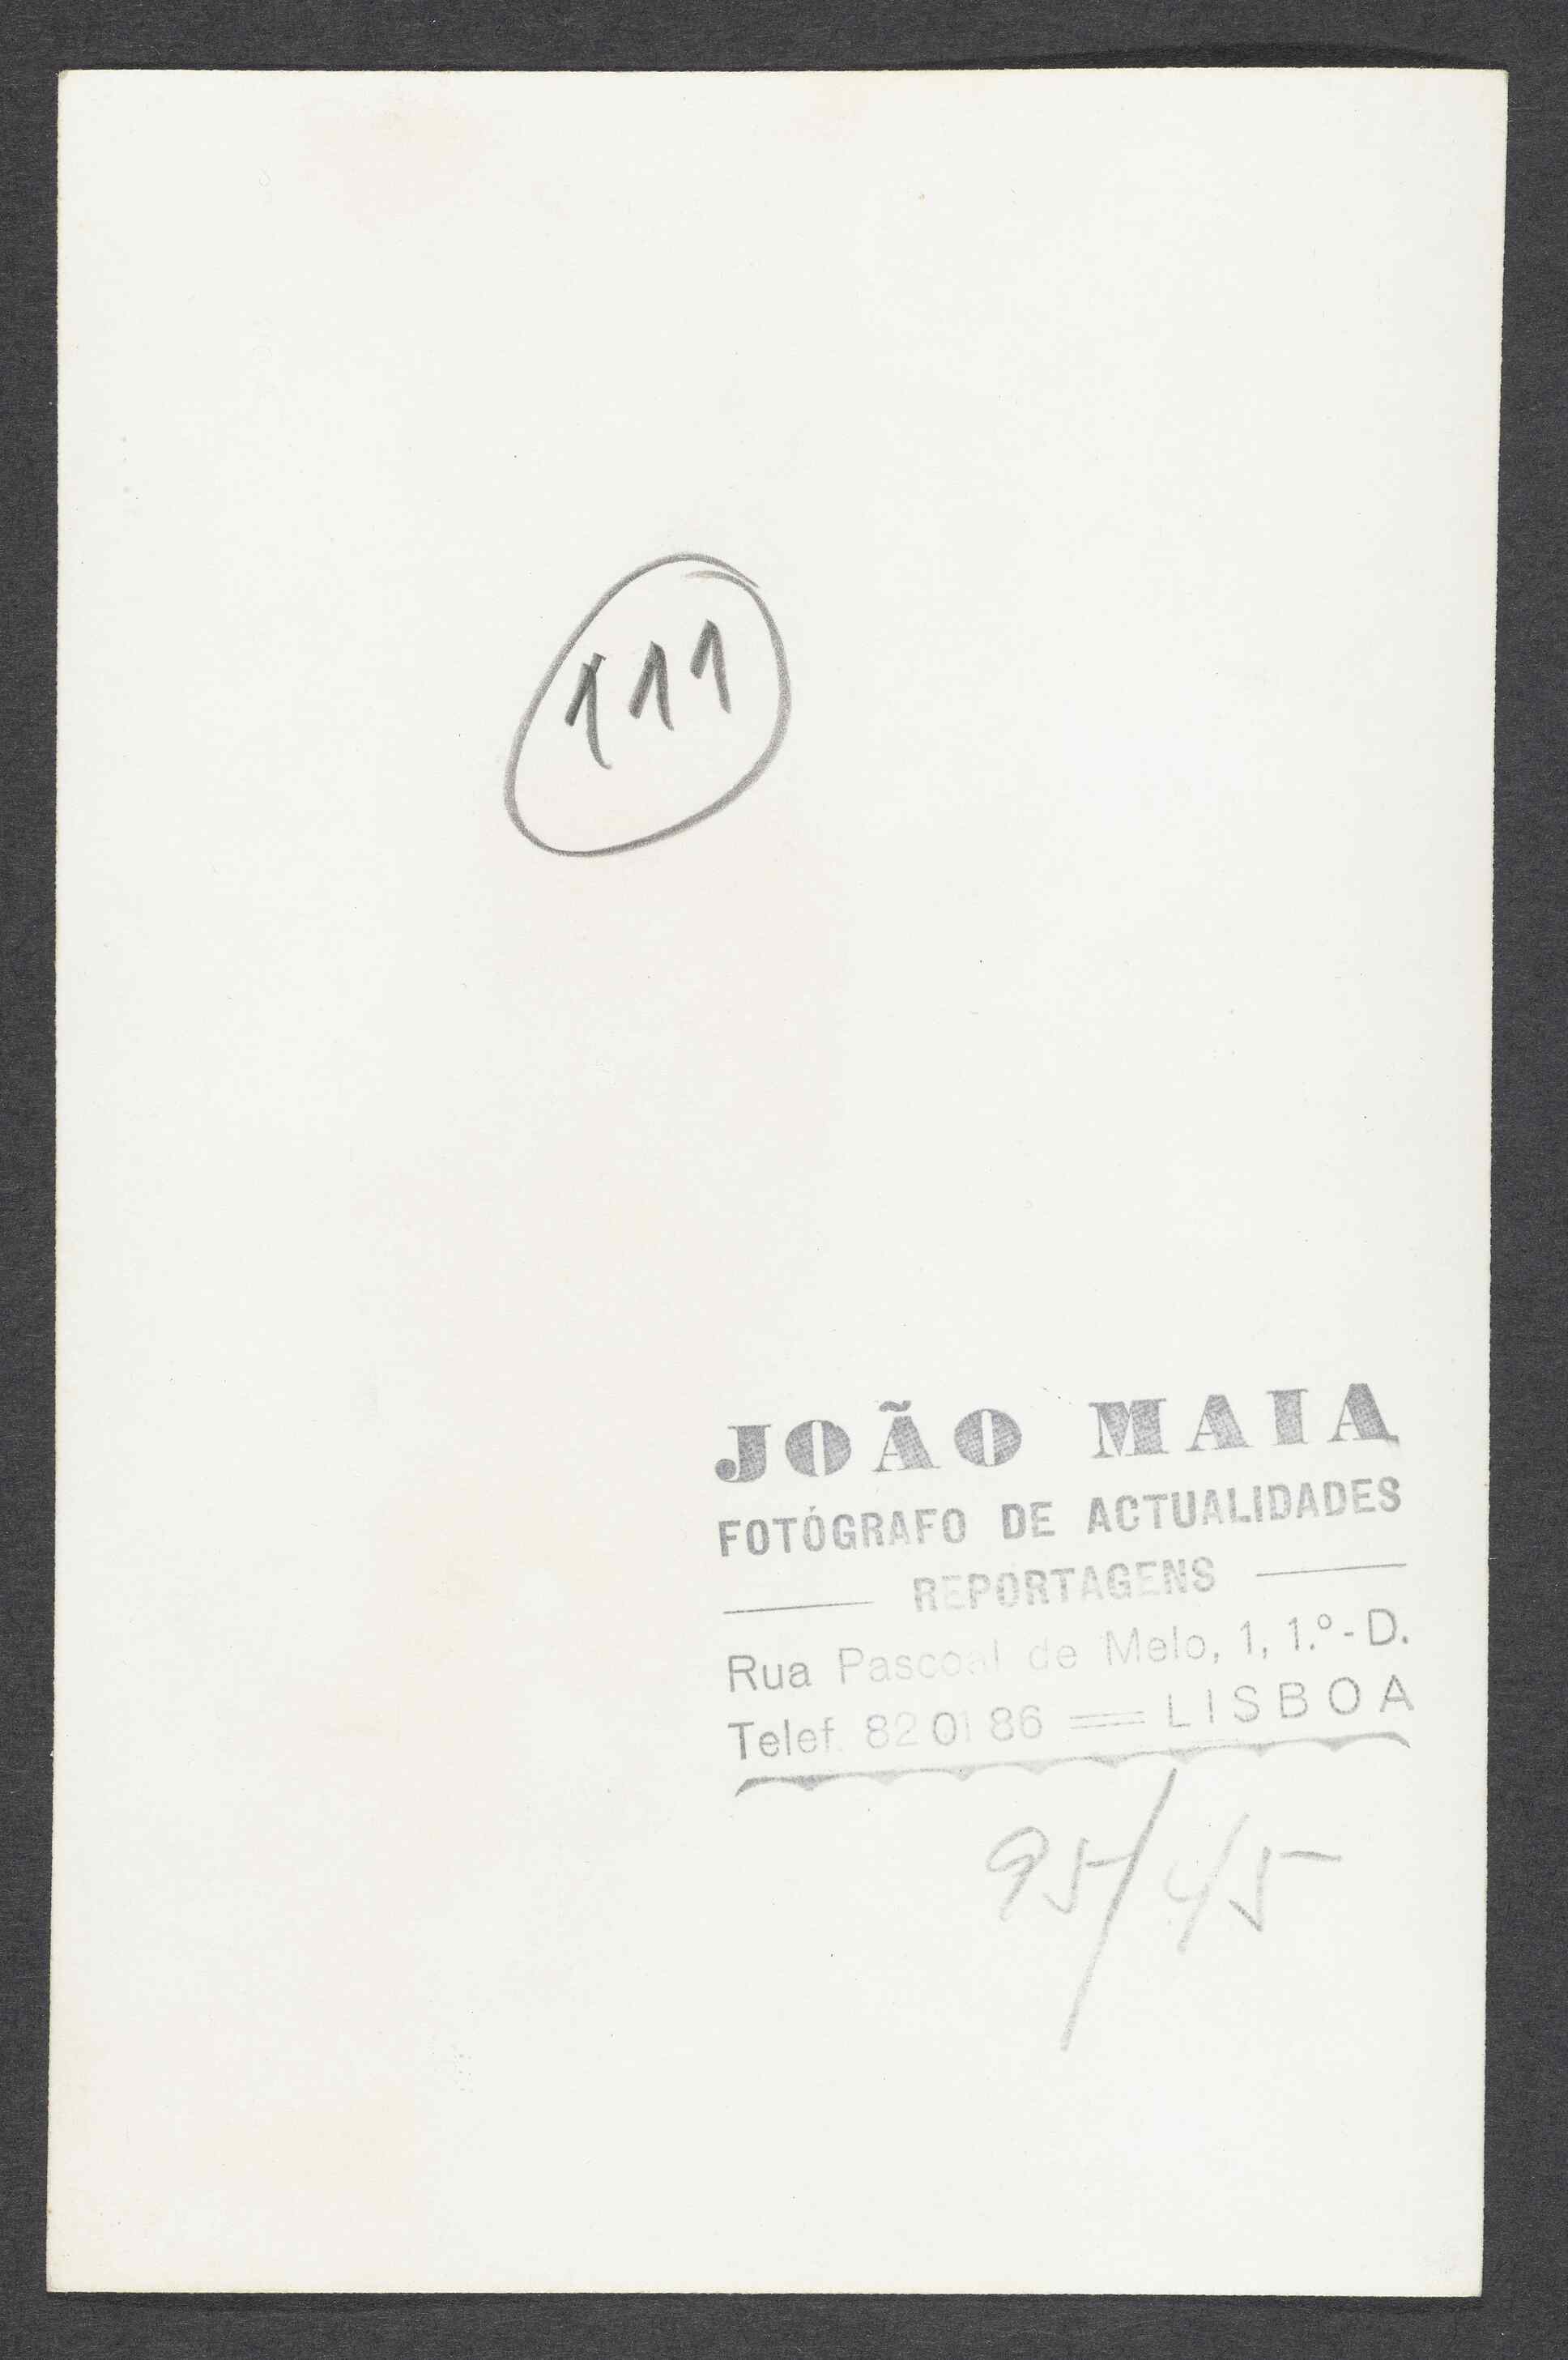 111
JOÃO MAIA
FOTÓGRAFO DE ACTUALIDADES
REPORTAGENS
Rua Pascoal de Melo, 1, 1.º-D.
Telef. 82 01 86 == LISBOA
95/45